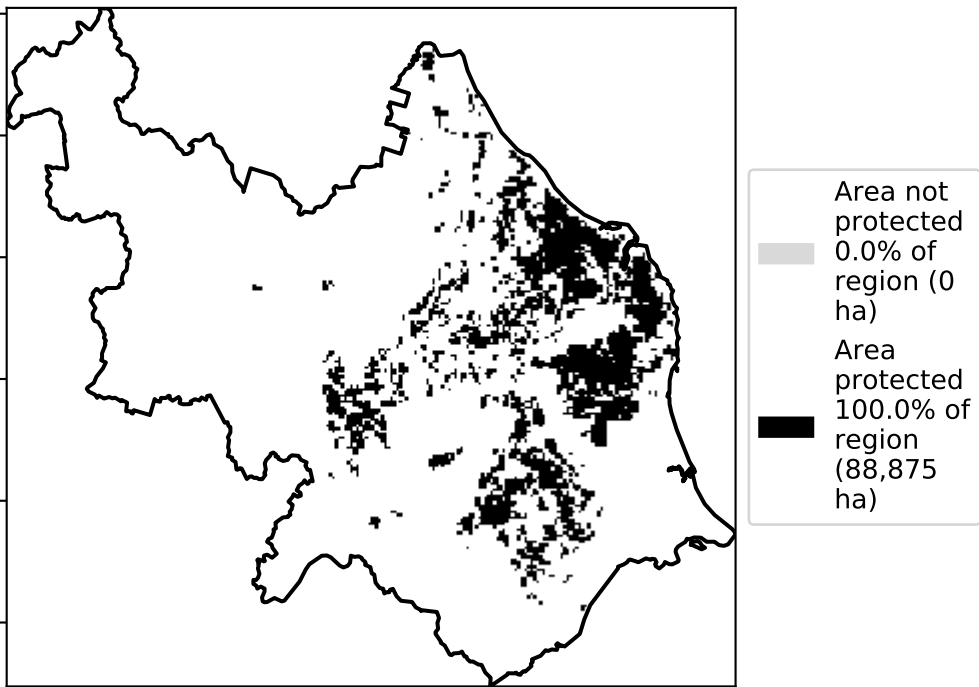 Area not
protected
0.0% of
region (0
ha)
Area
protected
100.0% of
region
(88,875
ha)